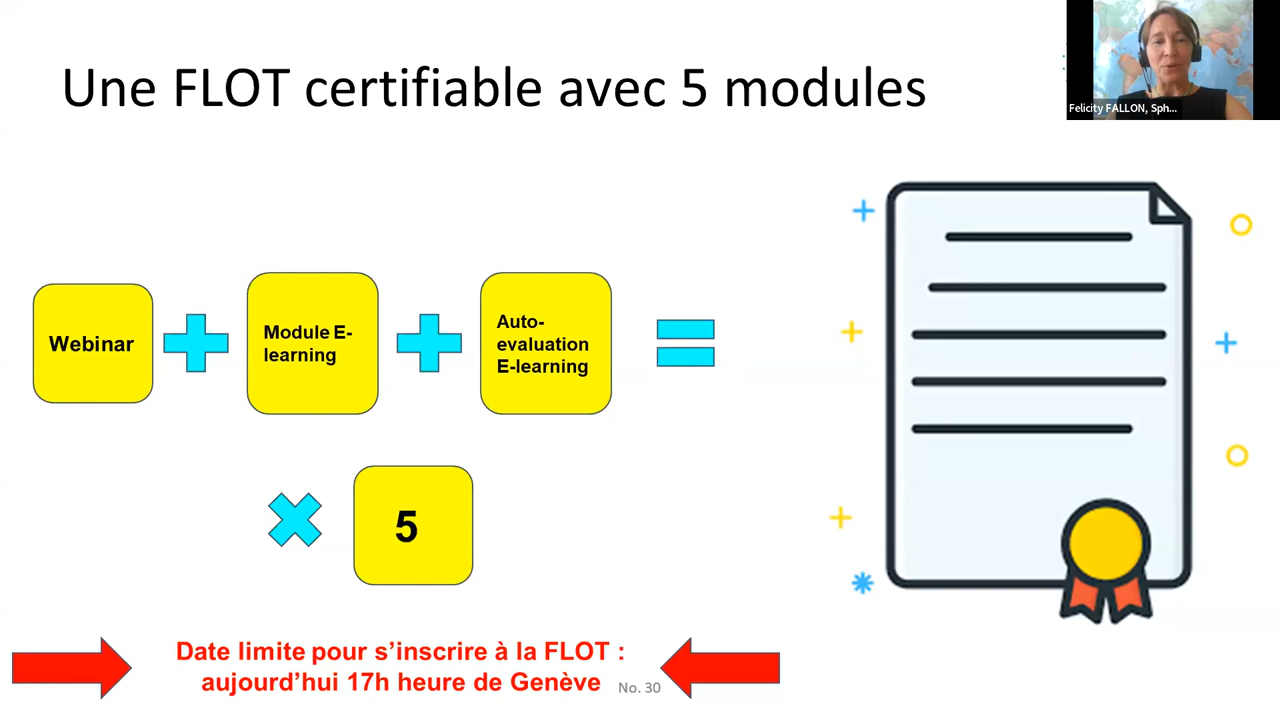 Une FLOT certifiable avec 5 modules
Felicity FALLON, Sph...
Webinar
Module E-
learning
Auto-
evaluation
E-learning
5
Date limite pour s’inscrire à la FLOT :
aujourd’hui 17h heure de Genève
No. 30